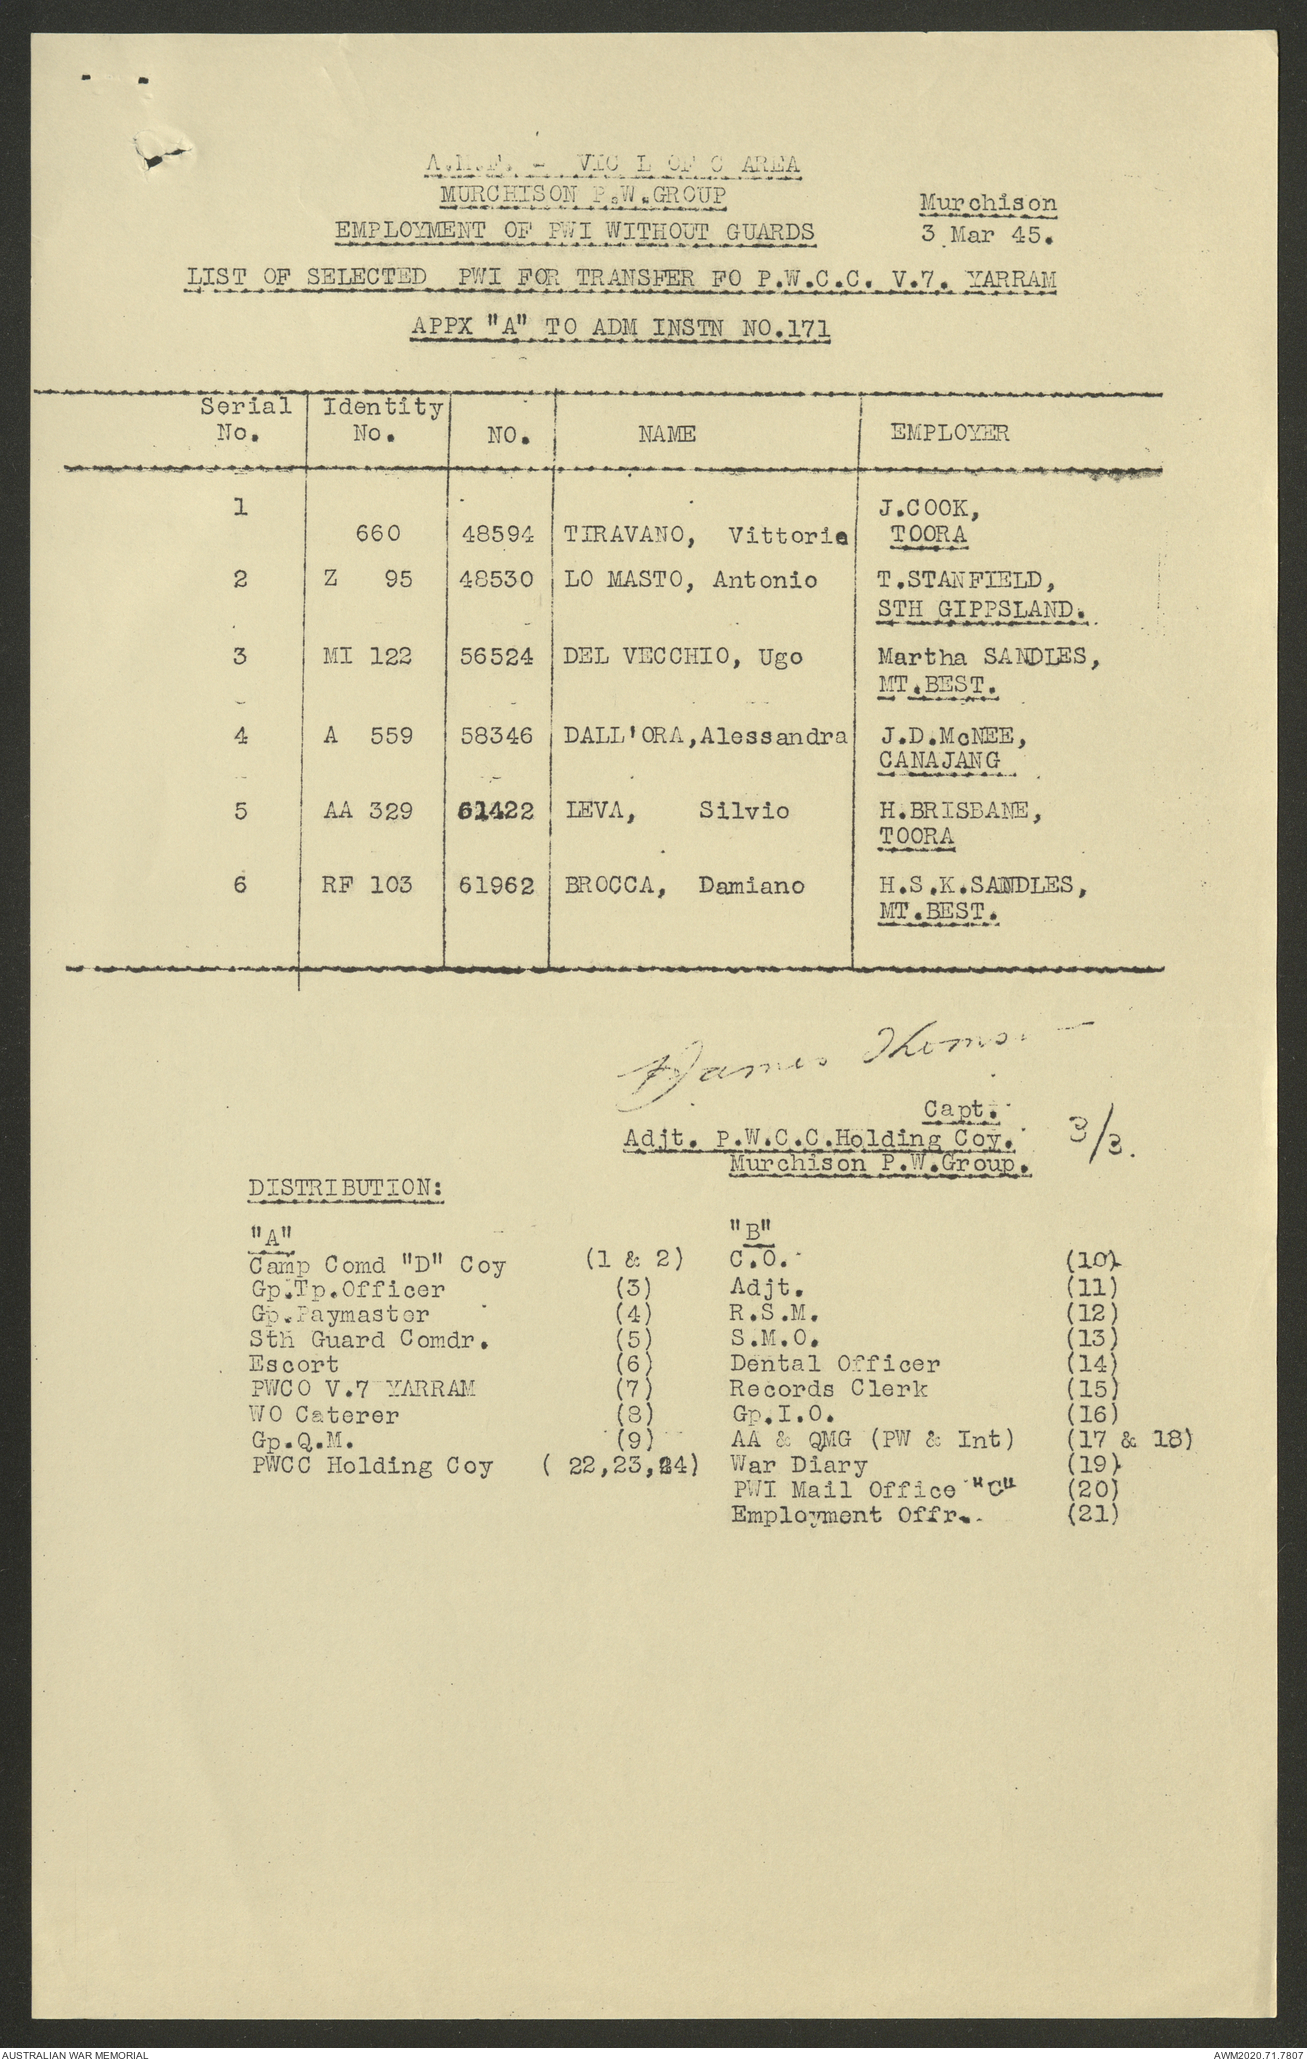 A.M.F. - VIC L OF C AREA
MURCHISON P.W.GROUP
EMPLOYMENT OF PWI WITHOUT GUARDS
Murchison
3 Mar 45.
LIST OF SELECTED PWI FOR TRANSFER FO P.W.C.C. V.7. YARRAM
APPX "A" TO ADM INSTN NO.171
Serial No. Identity No. NO. NAME EMPLOYER
1 J.COOK,
660 48594 TIRAVANO, Vittorio TOORA
2 Z 95 48530 LO MASTO, Antonio T.STANFIELD,
STH GIPPSLAND.
3 MI 122 56524 DEL VECCHIO, Ugo Martha SANDLES,
MT.BEST.
4 A 559 58346 DALL'ORA,Alessandra J.D.McNEE,
CANAJANG
5 AA 329 61422 LEVA, Silvio H.BRISBANE,
TOORA
6 RF 103 61962 BROCCA, Damiano H.S.K.SANDLES,
MT.BEST.
James
Capt.
Adjt. P.W.C.C.Holding Coy.
Murchison P.W.Group.
3/3.
DISTRIBUTION:
"A"
Camp Comd "D" Coy (1 & 2)
Gp.Tp.Officer (3)
Gp.Paymaster (4)
Sth Guard Comdr. (5)
Escort (6)
PWCO V.7 YARRAM (7)
WO Caterer (8)
Gp.Q.M. (9)
PWCC Holding Coy ( 22,23,24)
"B"
C.O. (10)
Adjt. (11)
R.S.M. (12)
S.M.O. (13)
Dental Officer (14)
Records Clerk (15)
Gp.I.O. (16)
AA & QMG (PW & Int) (17 & 18)
War Diary (19)
PWI Mail Office "C" (20)
Employment Offr. (21)
AUSTRALIAN WAR MEMORIAL
AWM2020.71.7807